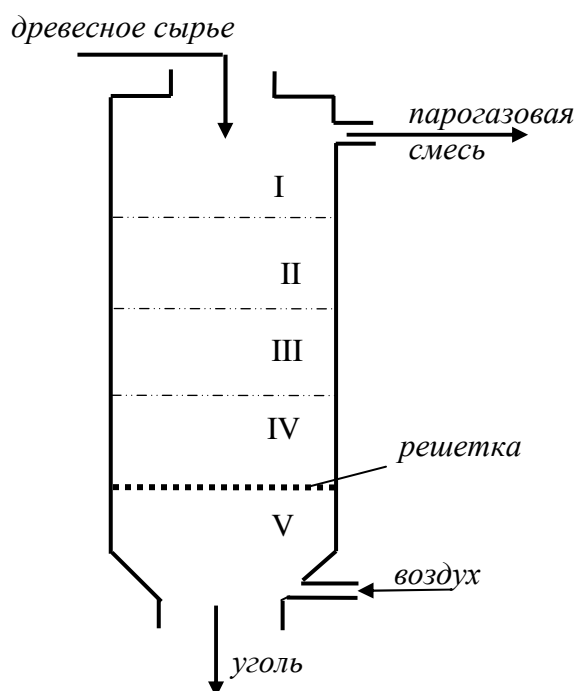 древесное сырье
парогазовая
смесь
I
II
III
IV
решетка
V
воздух
уголь